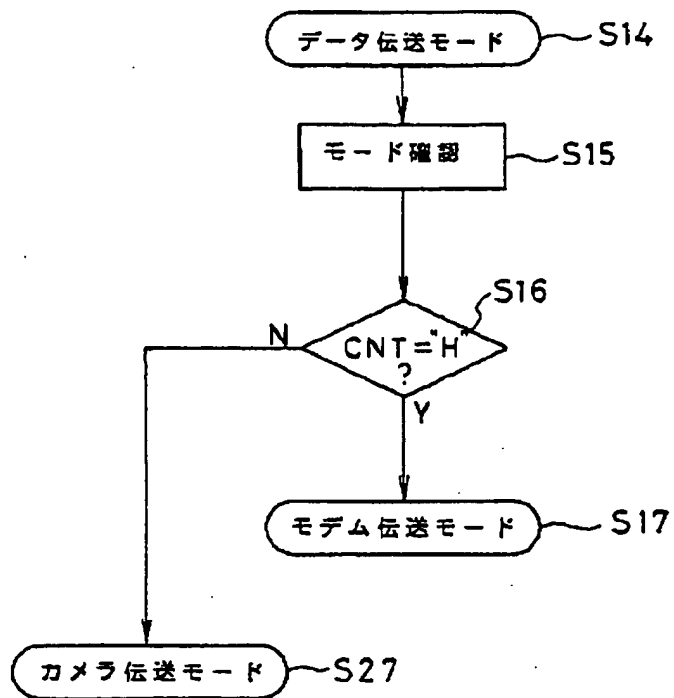 データ伝送モード S14
モード確認 S15
S16
N
CNT="H"
?
Y
モデム伝送モード S17
カメラ伝送モード S27